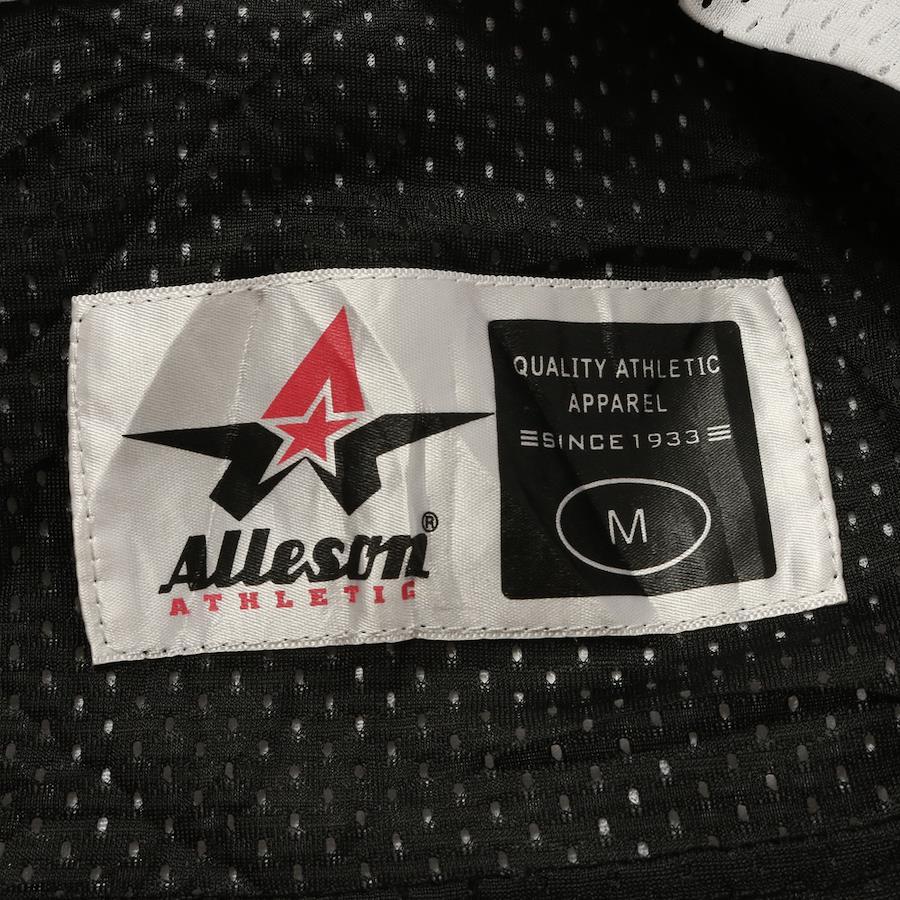 Alleson®
ATHLETIC
QUALITY ATHLETIC
APPAREL
SINCE 1933
M